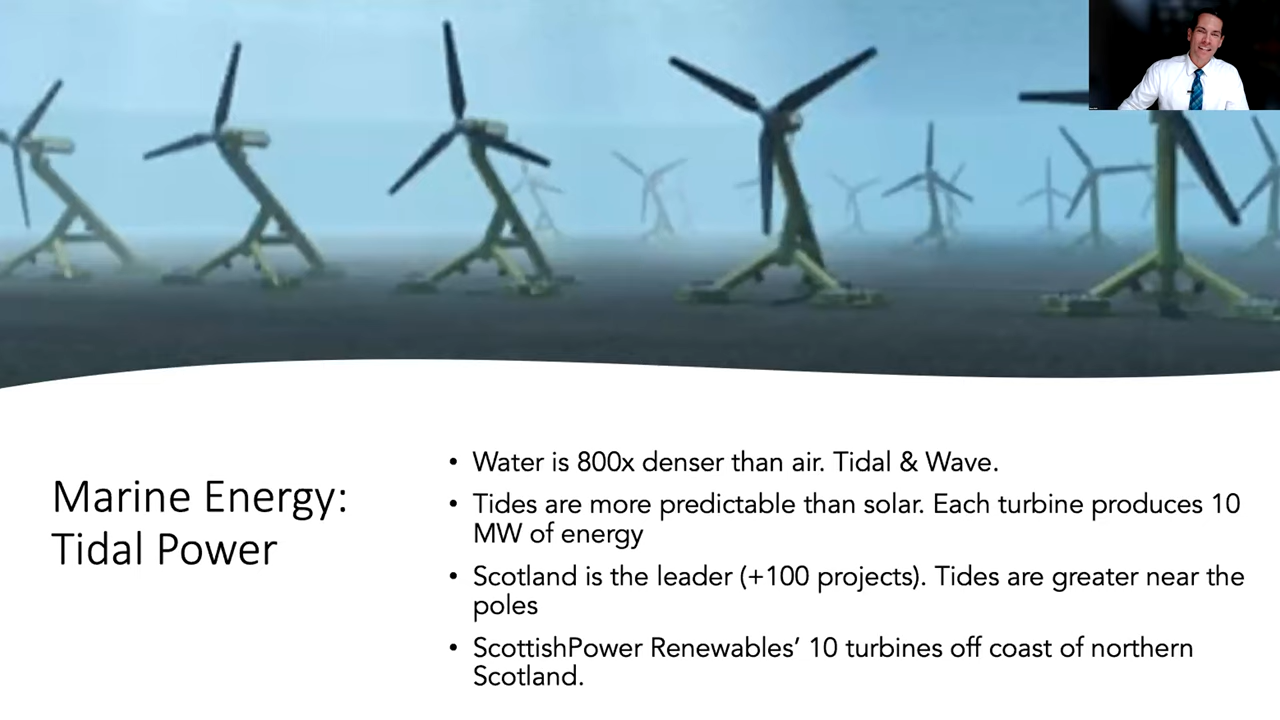 Marine Energy:
Tidal Power
• Water is 800x denser than air. Tidal & Wave.
• Tides are more predictable than solar. Each turbine produces 10
MW of energy
• Scotland is the leader (+100 projects). Tides are greater near the
poles
• ScottishPower Renewables’ 10 turbines off coast of northern
Scotland.